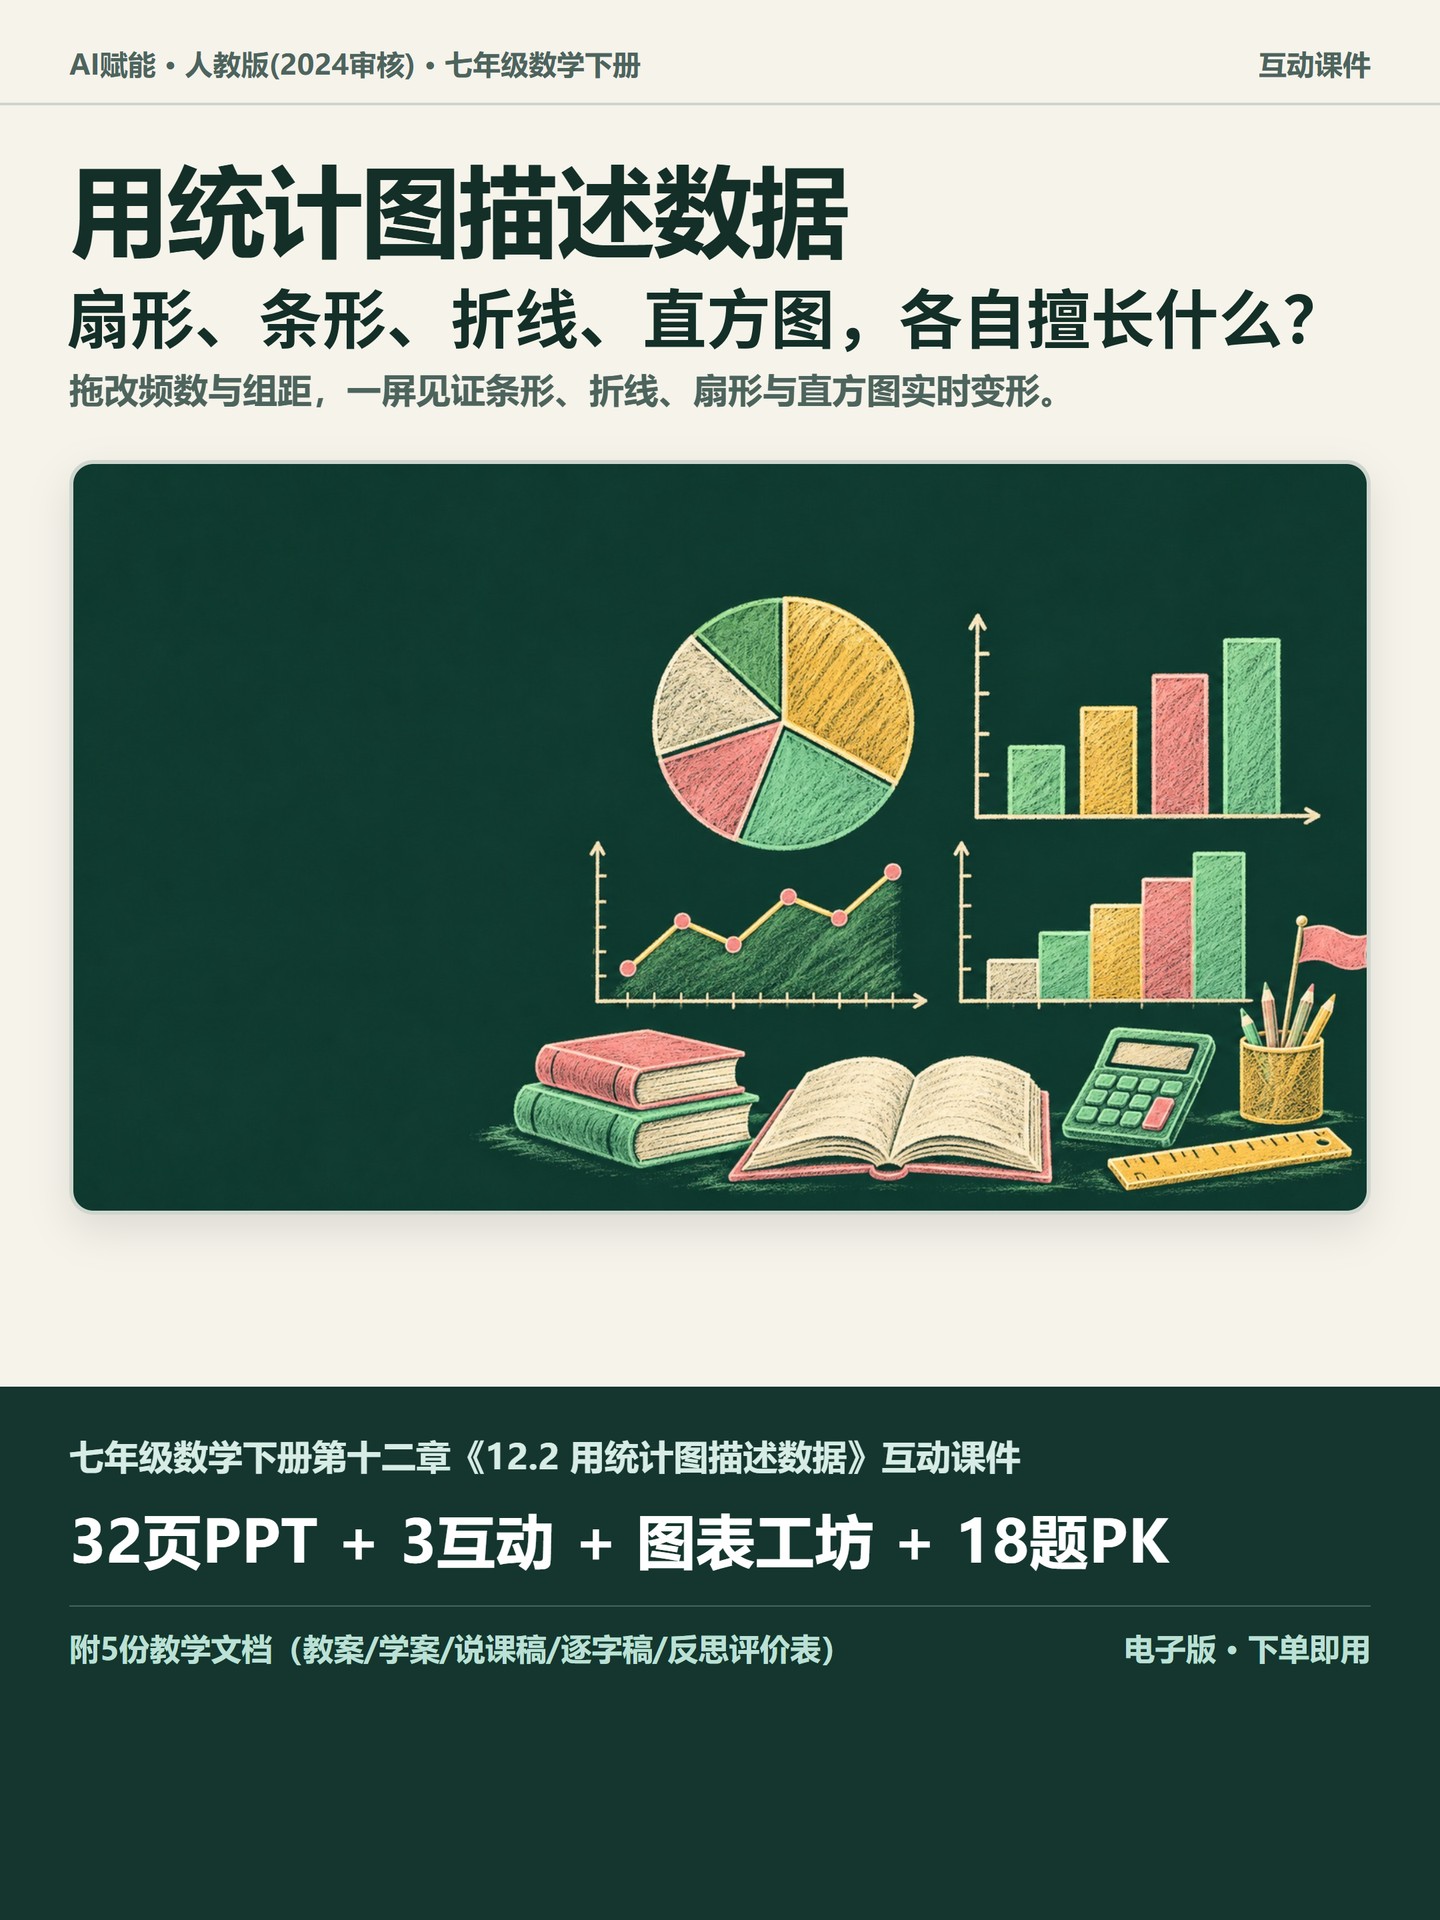 AI赋能 • 人教版(2024审核) • 七年级数学下册
互动课件
用统计图描述数据
扇形、条形、折线、直方图，各自擅长什么？
拖改频数与组距，一屏见证条形、折线、扇形与直方图实时变形。
七年级数学下册第十二章《12.2 用统计图描述数据》互动课件
32页PPT + 3互动 + 图表工坊 + 18题PK
附5份教学文档（教案/学案/说课稿/逐字稿/反思评价表）
电子版 • 下单即用